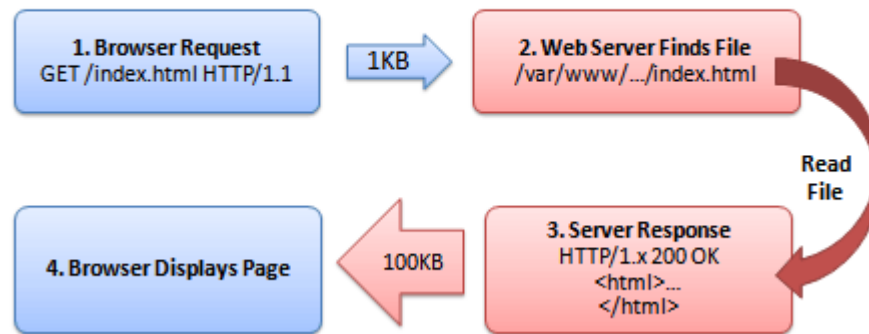 1. Browser Request
GET /index.html HTTP/1.1
1KB
2. Web Server Finds File
/var/www/.../index.html
Read
File
3. Server Response
HTTP/1.x 200 OK
<html>...
</html>
100KB
4. Browser Displays Page